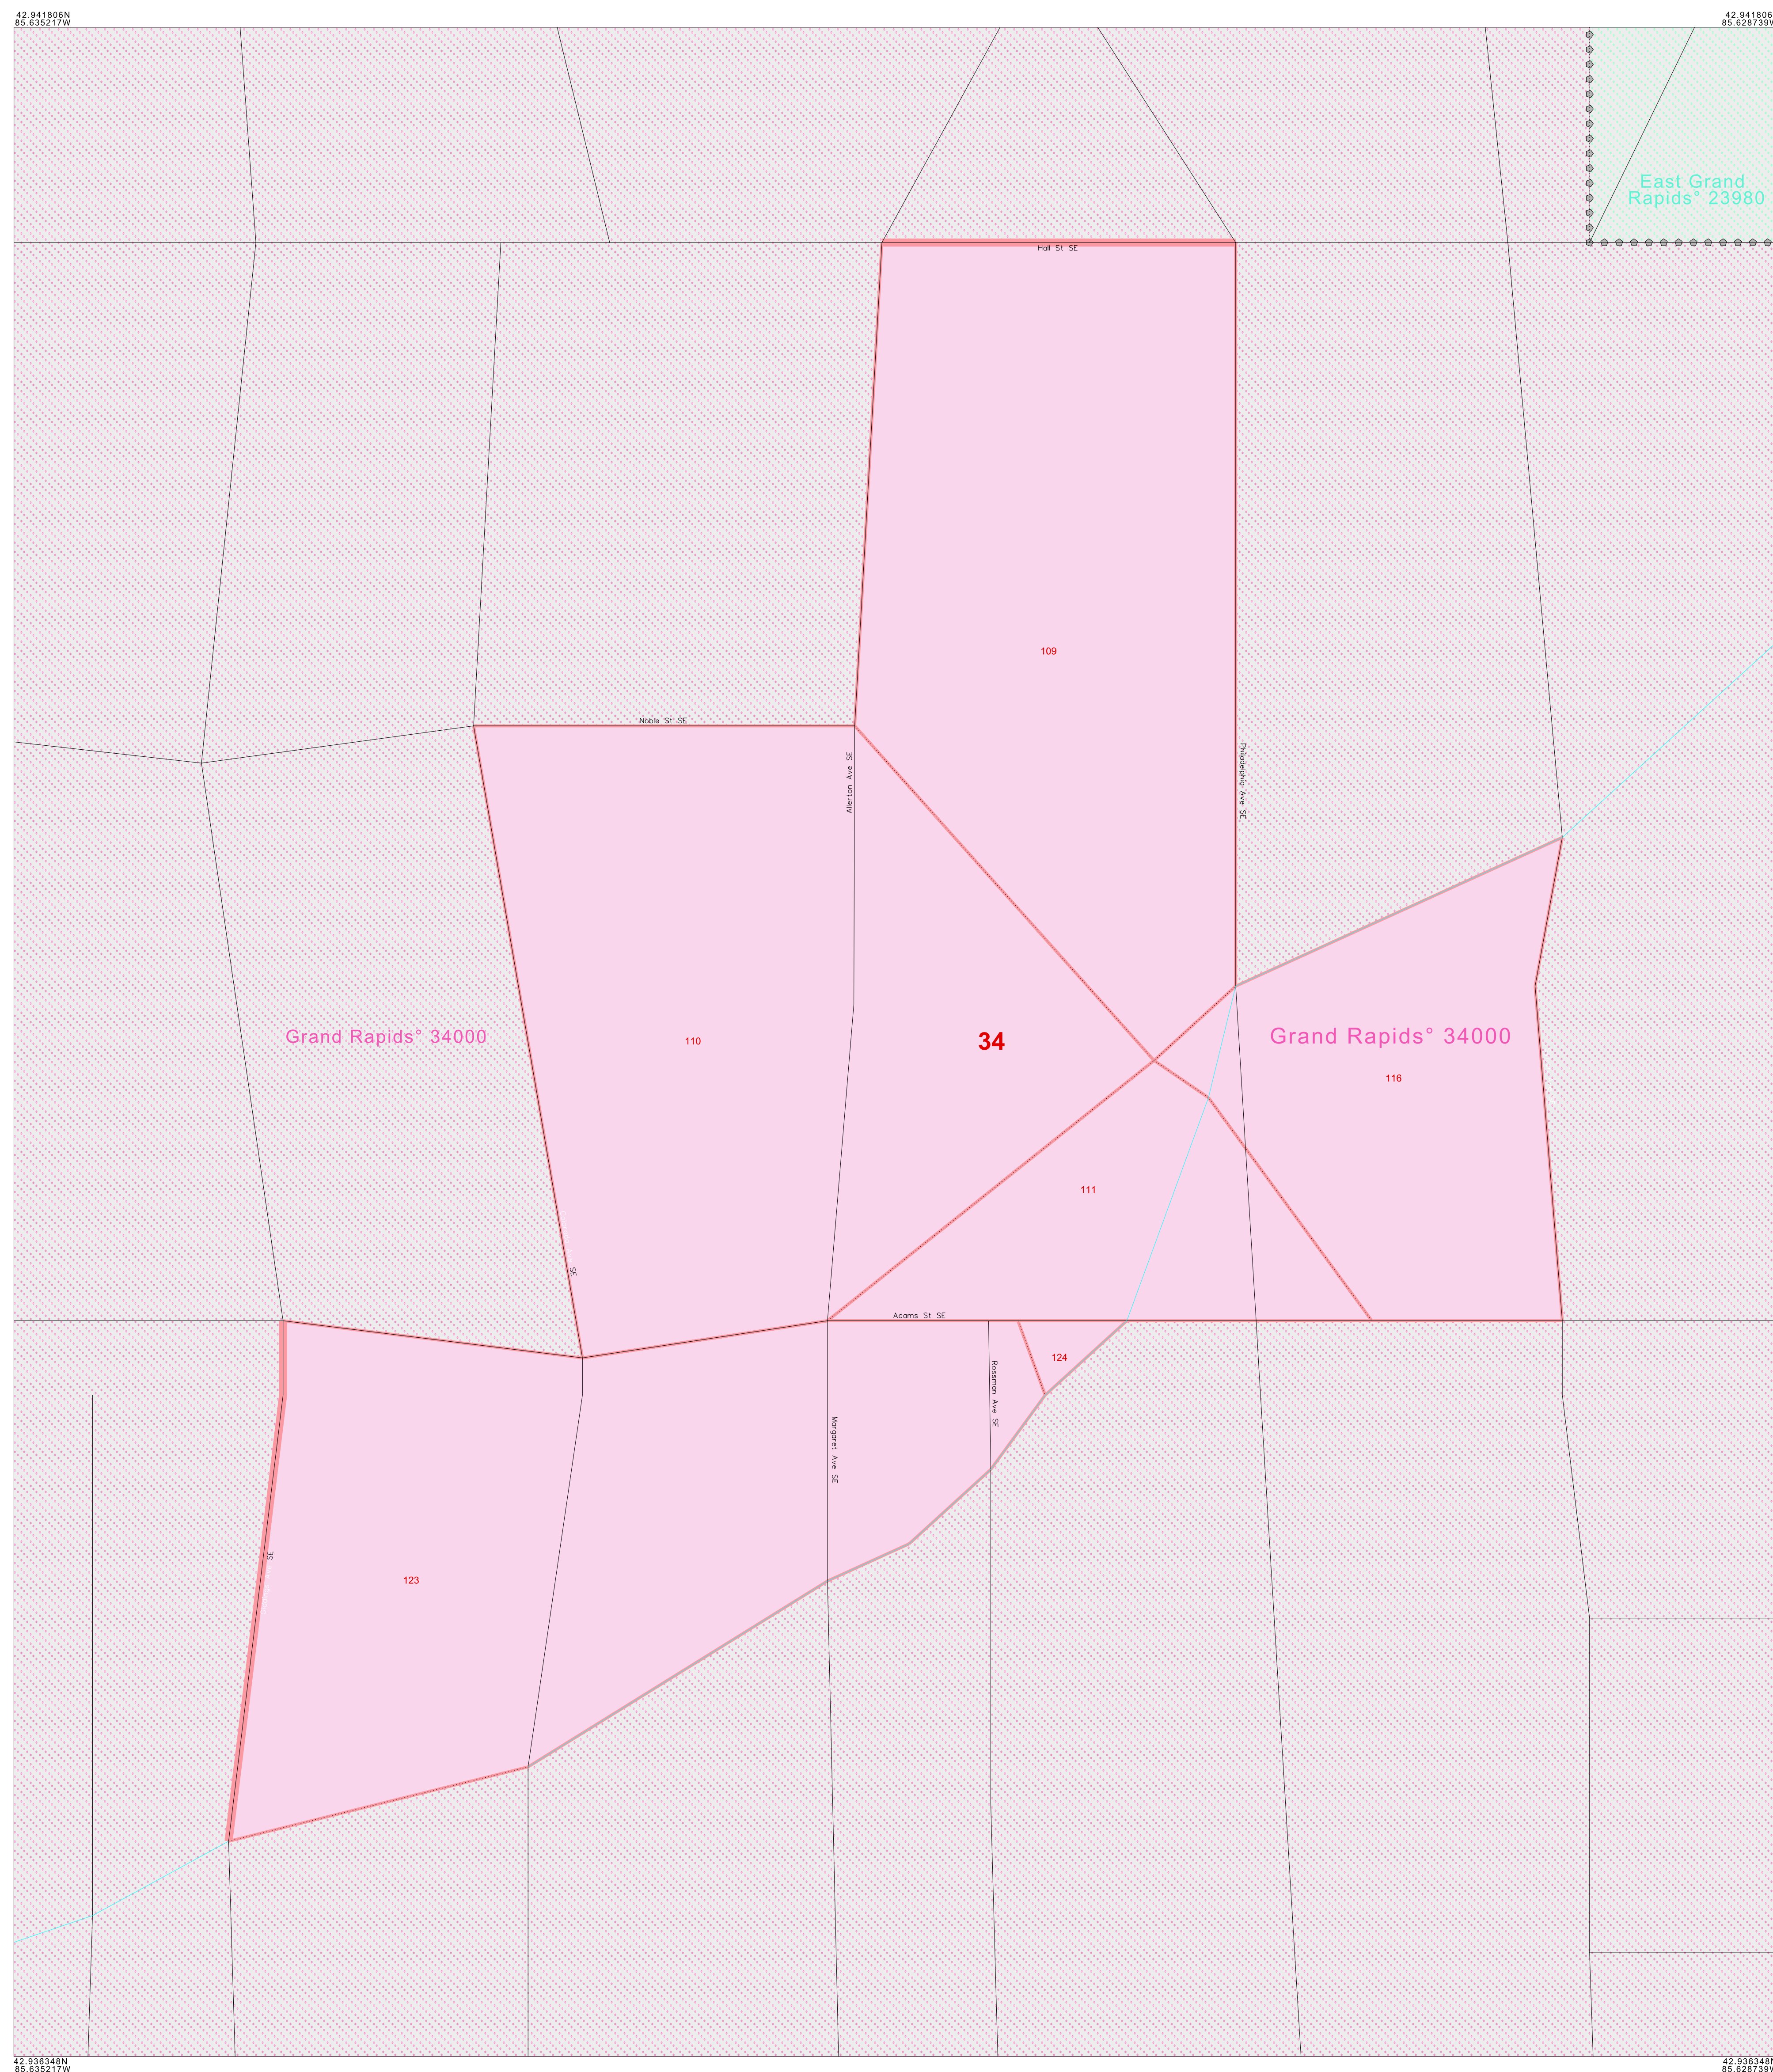 42.941806N
85.635217W
42.941806
85.628739W
East Grand
Rapids° 23980
Hall St SE
109
Noble St SE
Allerton Ave SE
Philadelphia Ave SE
Grand Rapids° 34000
110
34
Grand Rapids° 34000
116
111
SE
Adams St SE
124
Rossman Ave SE
Margaret Ave SE
SE
123
42.936348N
85.635217W
42.936348N
85.628739W